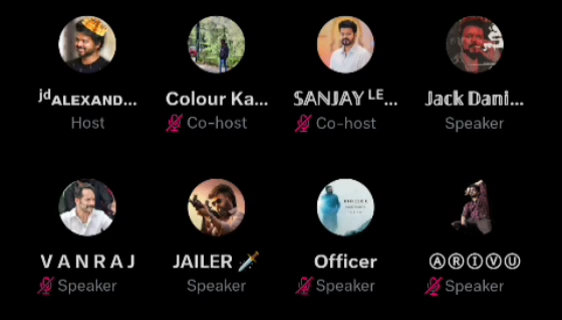 ʲᵈALEXAND...
Colour Ka...
𝕊𝔸ℕ𝕁𝔸𝕐 ᴸᴱ...
𝕁𝕒𝕔𝕜 𝔻𝕒𝕟𝕚...
Host
Co-host
Co-host
Speaker
V A N R A J
JAILER 🗡️
Officer
ⒶⓇⒾⓋⓊ
Speaker
Speaker
Speaker
Speaker